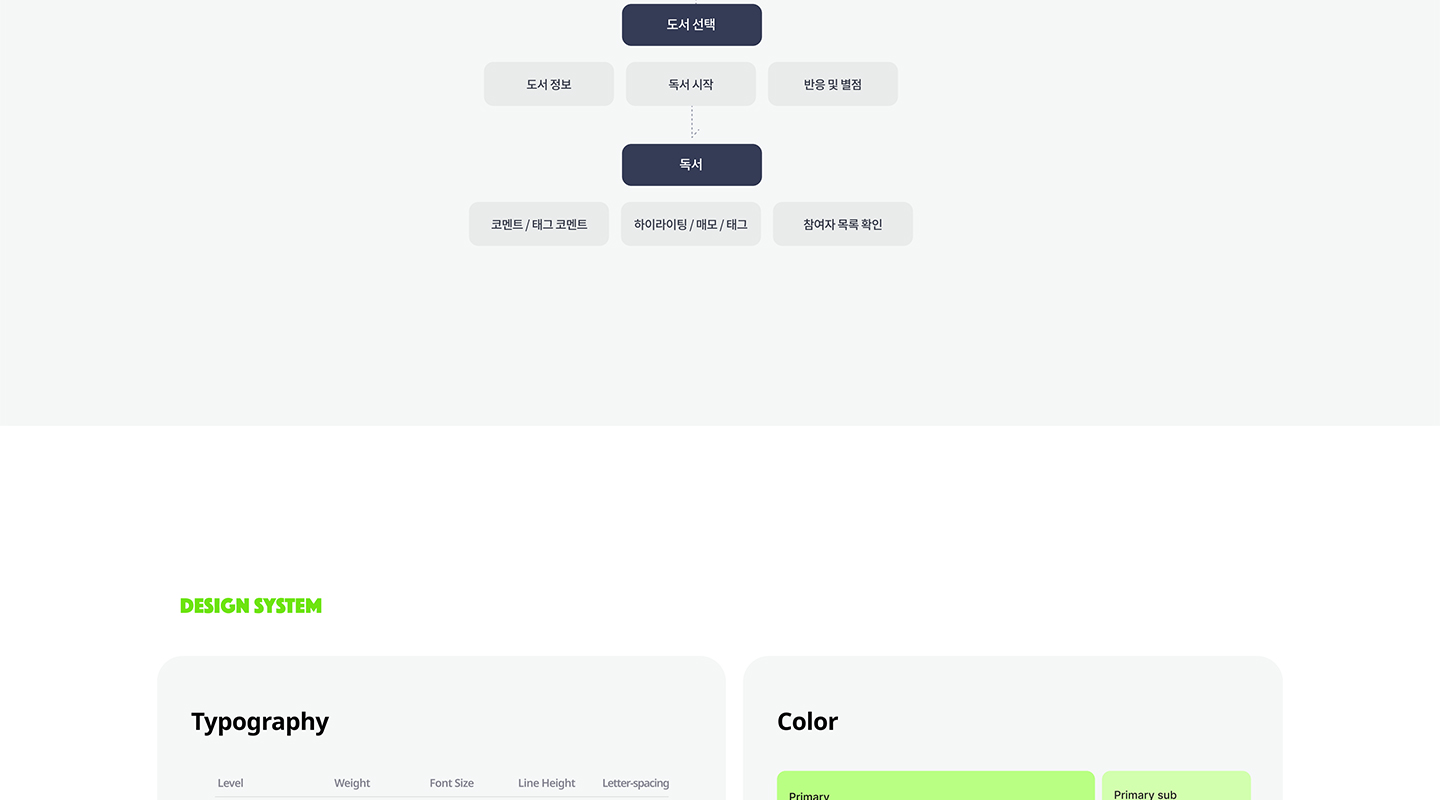 도서 선택
도서 정보
독서 시작
반응 및 별점
독서
코멘트 / 태그 코멘트
하이라이팅 / 매모 / 태그
참여자 목록 확인
DESIGN SYSTEM
Typography
Color
Level Weight Font Size Line Height Letter-spacing
Primary
Primary sub